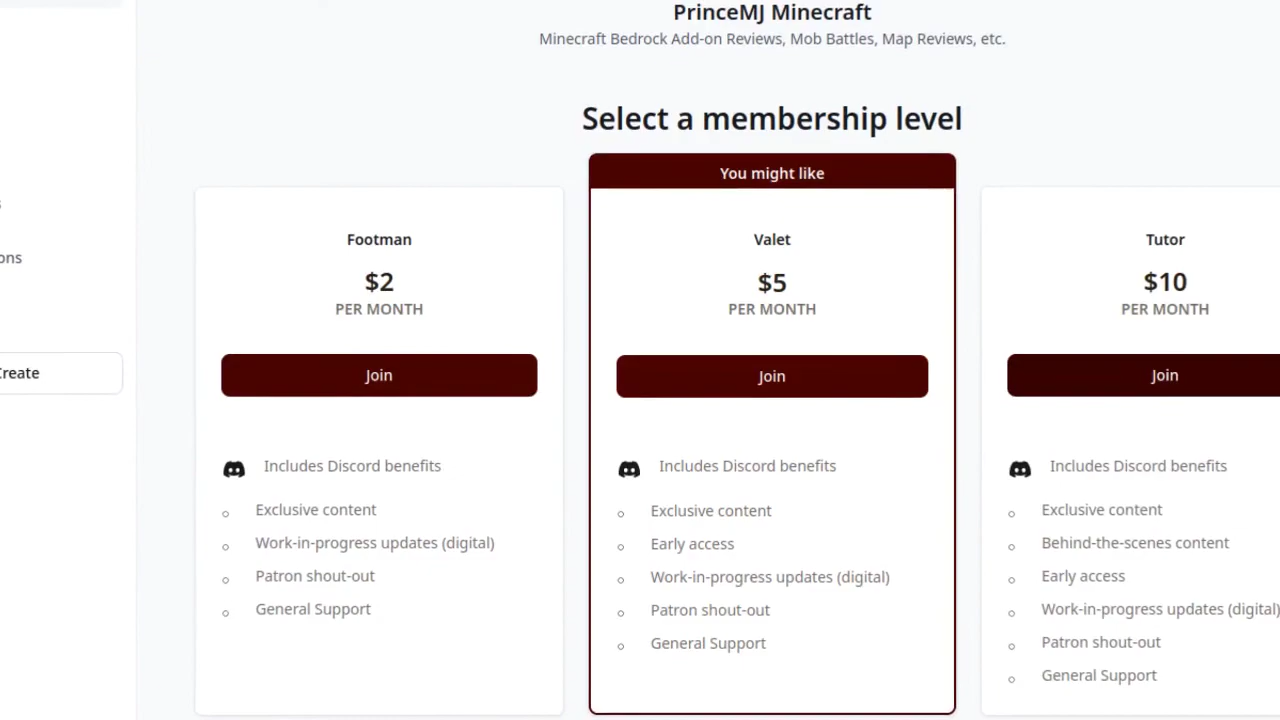 PrinceMJ Minecraft
Minecraft Bedrock Add-on Reviews, Mob Battles, Map Reviews, etc.
Select a membership level
You might like
Footman
$2
PER MONTH
Join
Includes Discord benefits
Exclusive content
Work-in-progress updates (digital)
Patron shout-out
General Support
Valet
$5
PER MONTH
Join
Includes Discord benefits
Exclusive content
Early access
Work-in-progress updates (digital)
Patron shout-out
General Support
Tutor
$10
PER MONTH
Join
Includes Discord benefits
Exclusive content
Behind-the-scenes content
Early access
Work-in-progress updates (digital)
Patron shout-out
General Support
ons
Create